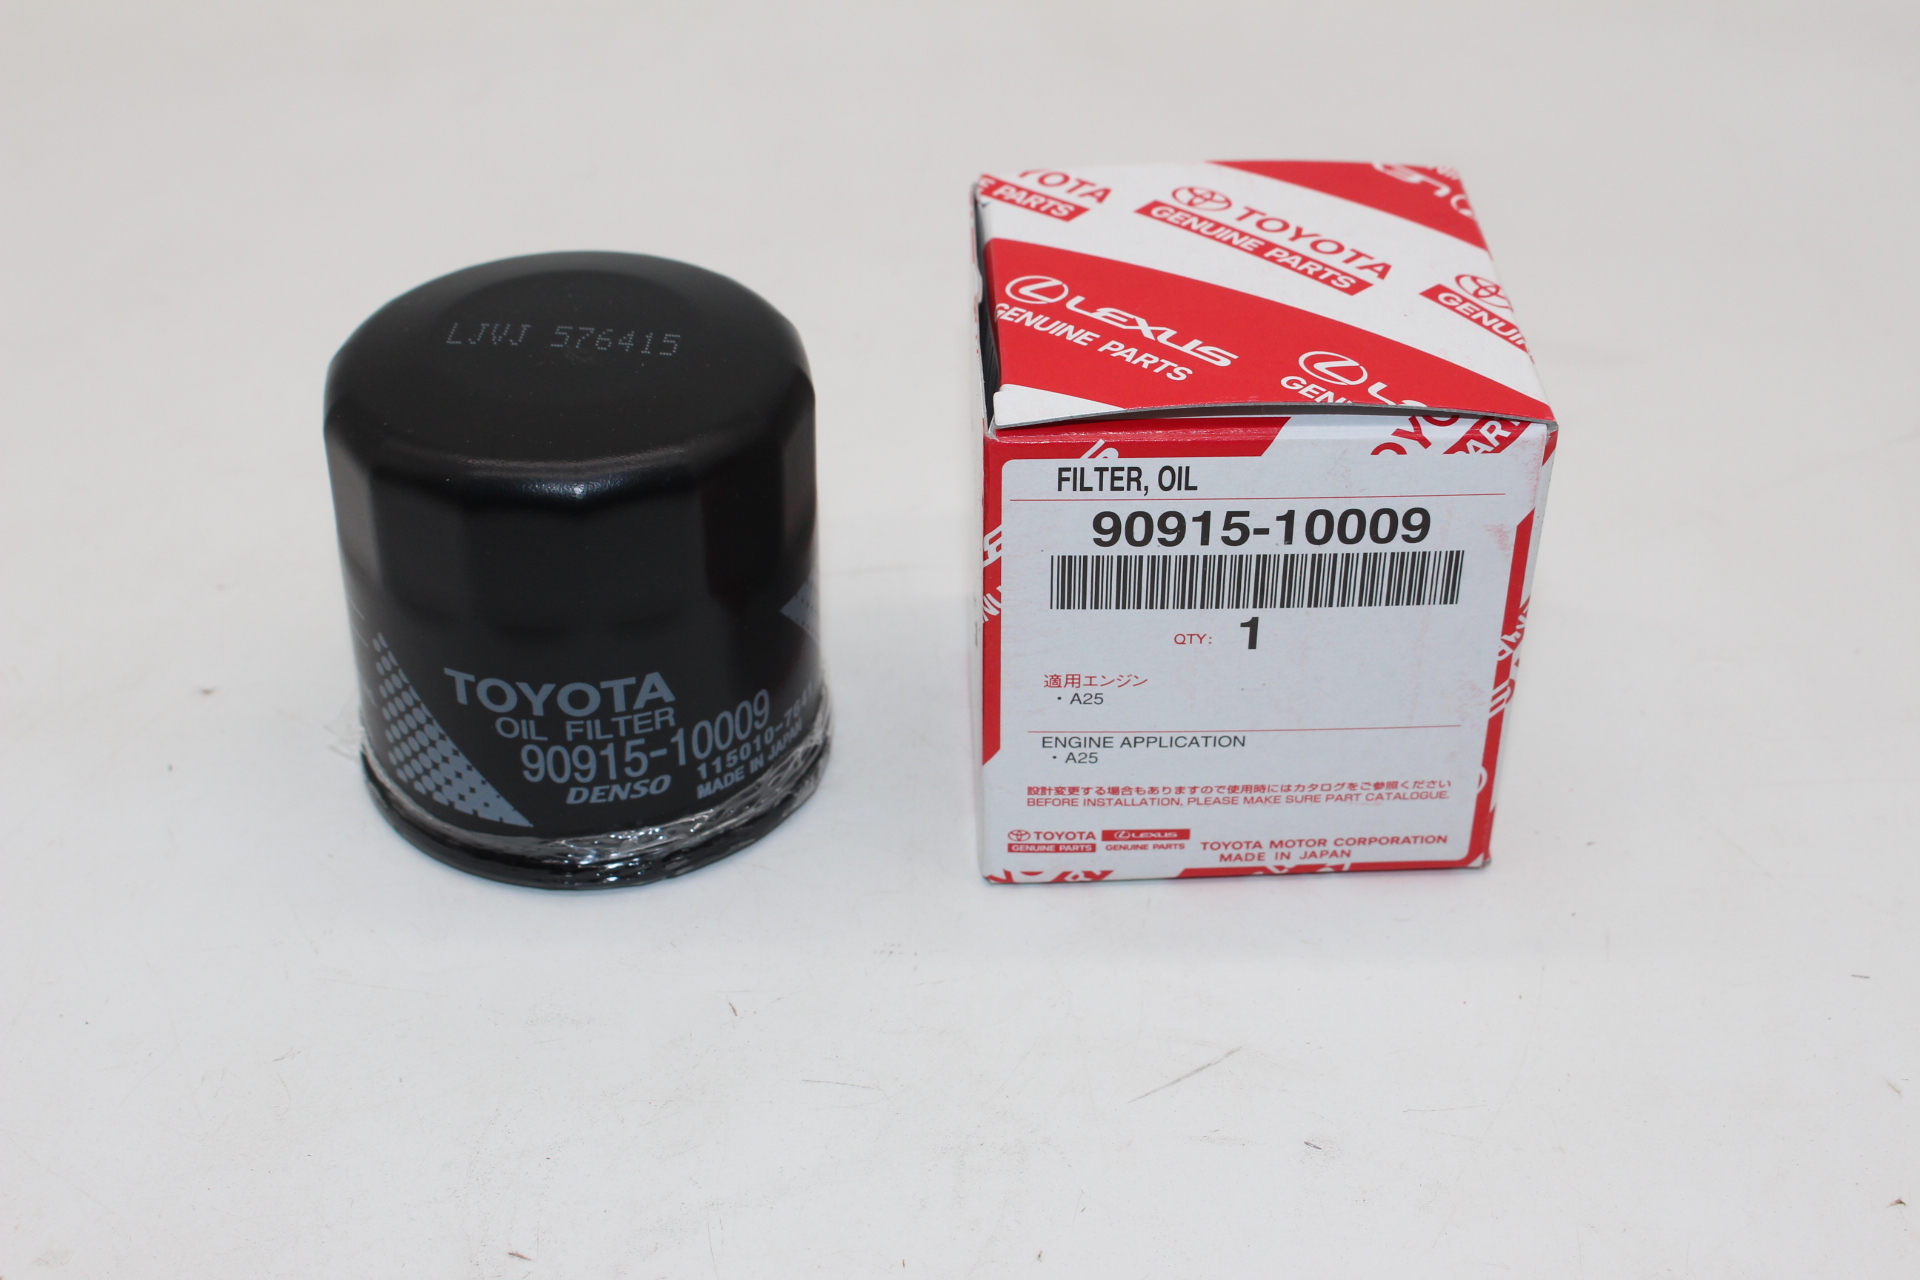 LJVJ 576415
TOYOTA
OIL FILTER
90915-10009
115010-7941
DENSO
MADE IN JAPAN
TOYOTA
GENUINE PARTS
LEXUS
GENUINE PARTS
FILTER, OIL
90915-10009
QTY: 1
適用エンジン
・A25
ENGINE APPLICATION
・A25
設計変更する場合もありますので使用時にはカタログをご参照ください
BEFORE INSTALLATION, PLEASE MAKE SURE PART CATALOGUE.
TOYOTA
GENUINE PARTS
LEXUS
GENUINE PARTS
TOYOTA MOTOR CORPORATION
MADE IN JAPAN